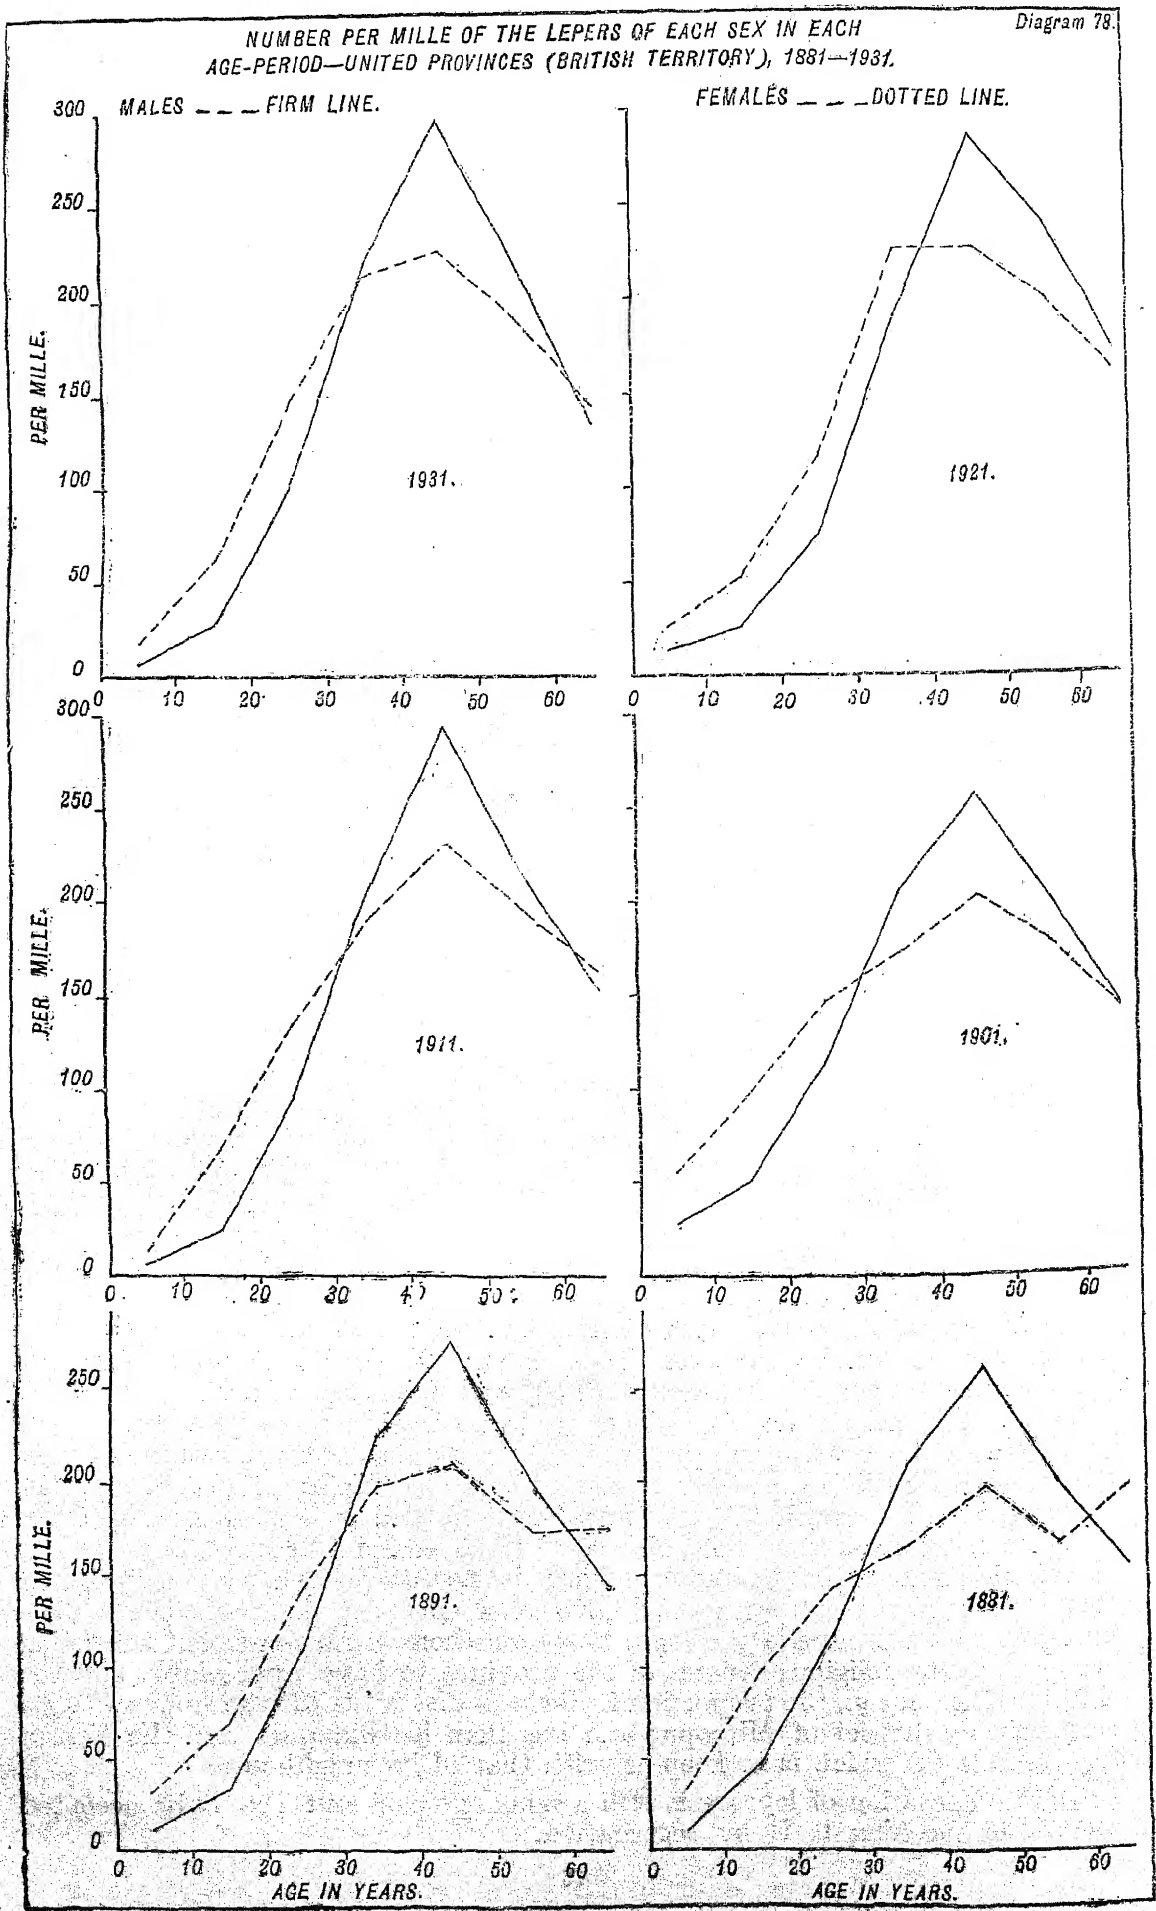 Diagram 78.
NUMBER PER MILLE OF THE LEPERS OF EACH SEX IN EACH
AGE-PERIOD—UNITED PROVINCES (BRITISH TERRITORY), 1881—1931.
MALES _ _ _ FIRM LINE.
FEMALES _ _ _ DOTTED LINE.
300
250
200
150
100
50
0
PER MILLE.
1931.
1921.
0 10 20 30 40 50 60
0 10 20 30 40 50 60
300
250
200
150
100
50
0
PER MILLE.
1911.
1901.
0 10 20 30 40 50 60
0 10 20 30 40 50 60
250
200
150
100
50
0
PER MILLE.
1891.
1881.
0 10 20 30 40 50 60
0 10 20 30 40 50 60
AGE IN YEARS.
AGE IN YEARS.